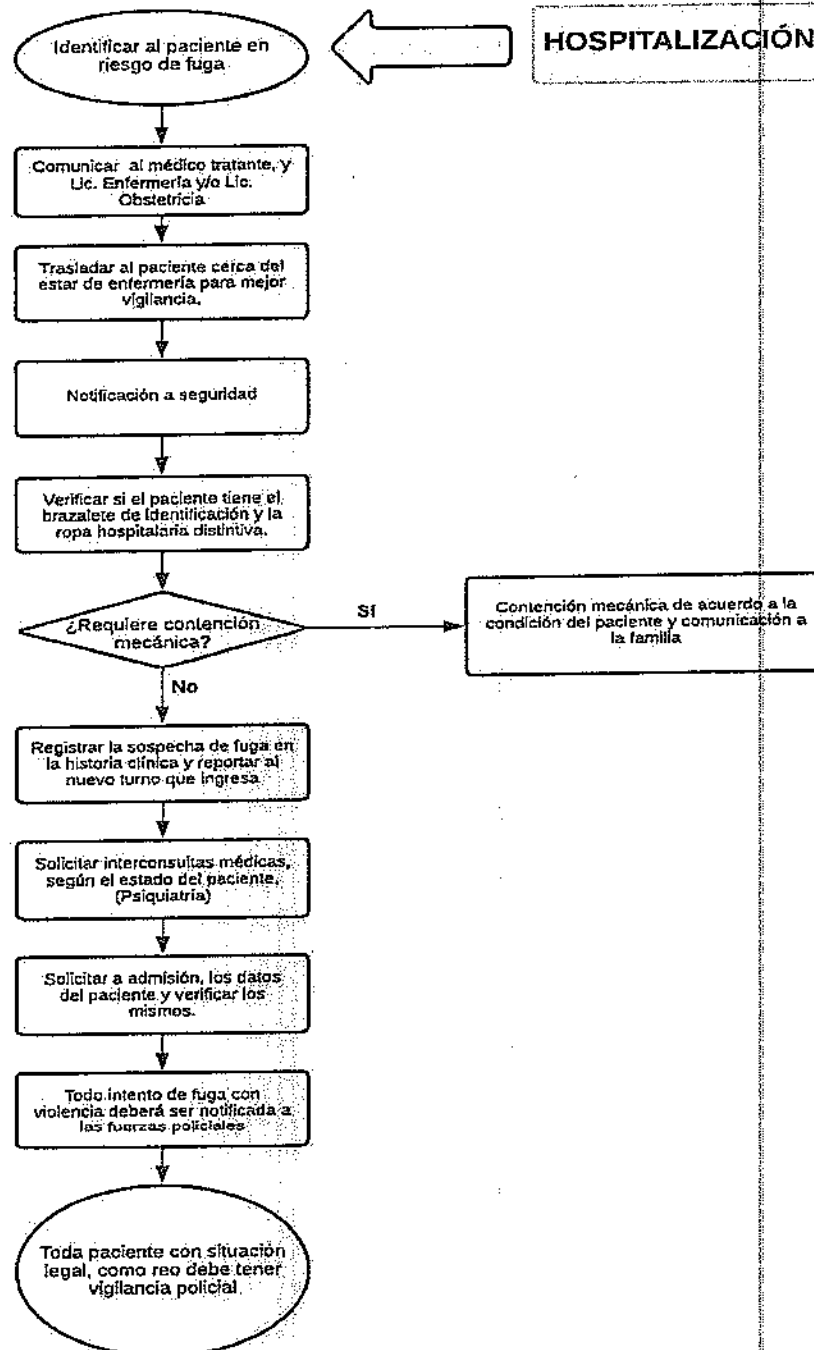 Identificar al paciente en
riesgo de fuga
HOSPITALIZACIÓN
Comunicar al médico tratante, y
Lic. Enfermería y/o Lic.
Obstetricia
Trasladar al paciente cerca del
estar de enfermería para mejor
vigilancia.
Notificación a seguridad
Verificar si el paciente tiene el
brazalete de identificación y la
ropa hospitalaria distintiva.
¿Requiere contención
mecánica?
SÍ
Contención mecánica de acuerdo a la
condición del paciente y comunicación a
la familia
No
Registrar la sospecha de fuga en
la historia clínica y reportar al
nuevo turno que ingresa
Solicitar interconsultas médicas,
según el estado del paciente.
(Psiquiatría)
Solicitar a admisión, los datos
del paciente y verificar los
mismos.
Todo intento de fuga con
violencia deberá ser notificada a
las fuerzas policiales
Toda paciente con situación
legal, como reo debe tener
vigilancia policial